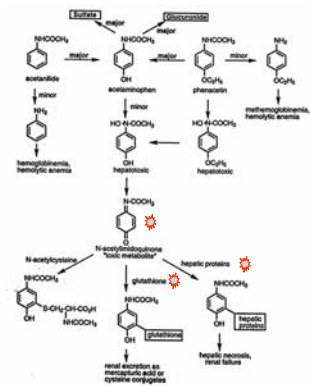 Sulfate
Glucuronide
major
major
NHCOCH₃
NHCOCH₃
NHCOCH₃
NH₂
major
major
minor
OH
OC₂H₅
OC₂H₅
acetanilide
acetaminophen
phenacetin
minor
minor
methemoglobinemia,
hemolytic anemia
NH₂
HO-N-COCH₃
HO-N-COCH₃
OH
OC₂H₅
hemoglobinemia,
hemolytic anemia
hepatotoxic
hepatotoxic
N-COCH₃
O
N-acetylimidoquinone
"toxic metabolite"
N-acetylcysteine
glutathione
hepatic proteins
NHCOCH₃
NHCOCH₃
NHCOCH₃
S-CH₂-CH-CO₂H
NHCOCH₃
OH
OH
glutathione
OH
hepatic
proteins
renal excretion as
mercapturic acid or
cysteine conjugates
hepatic necrosis,
renal failure